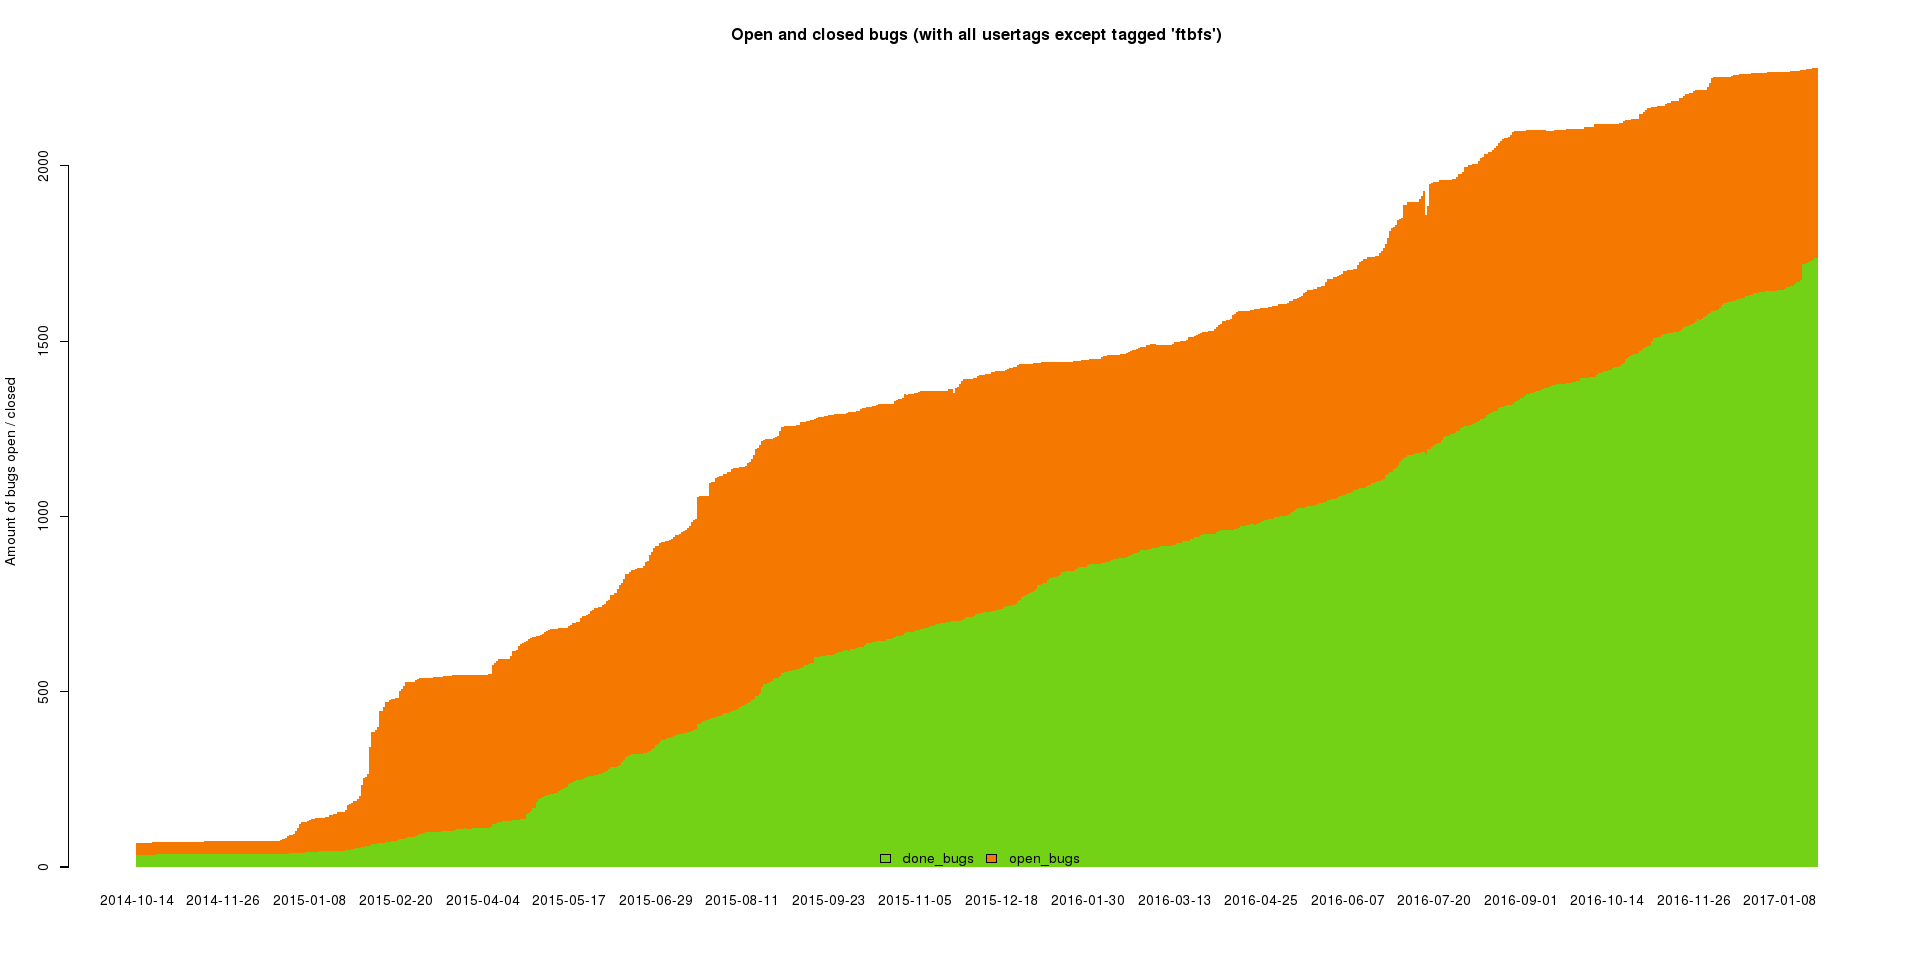 Open and closed bugs (with all usertags except tagged 'ftbfs')
Amount of bugs open / closed
2000
1500
1000
500
0
done_bugs open_bugs
2014-10-14 2014-11-26 2015-01-08 2015-02-20 2015-04-04 2015-05-17 2015-06-29 2015-08-11 2015-09-23 2015-11-05 2015-12-18 2016-01-30 2016-03-13 2016-04-25 2016-06-07 2016-07-20 2016-09-01 2016-10-14 2016-11-26 2017-01-08